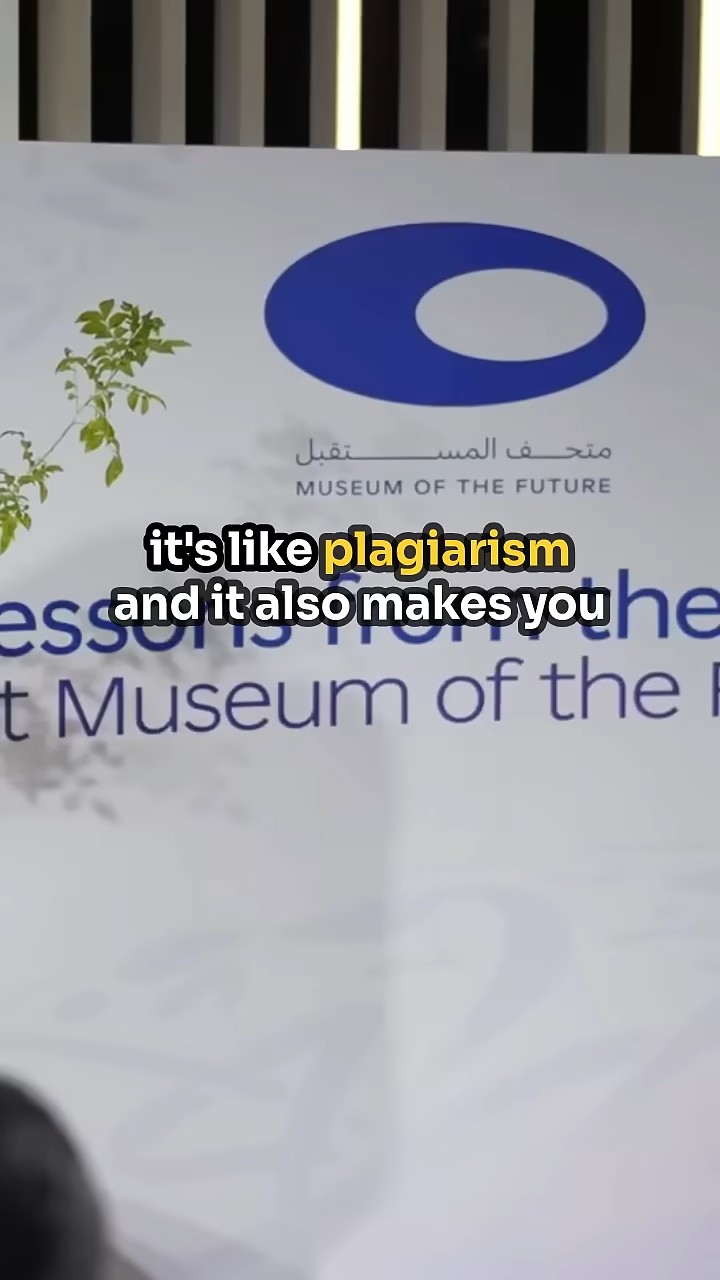 متحف المستقبل
MUSEUM OF THE FUTURE
it's like plagiarism
and it also makes you
essons from the
t Museum of the F